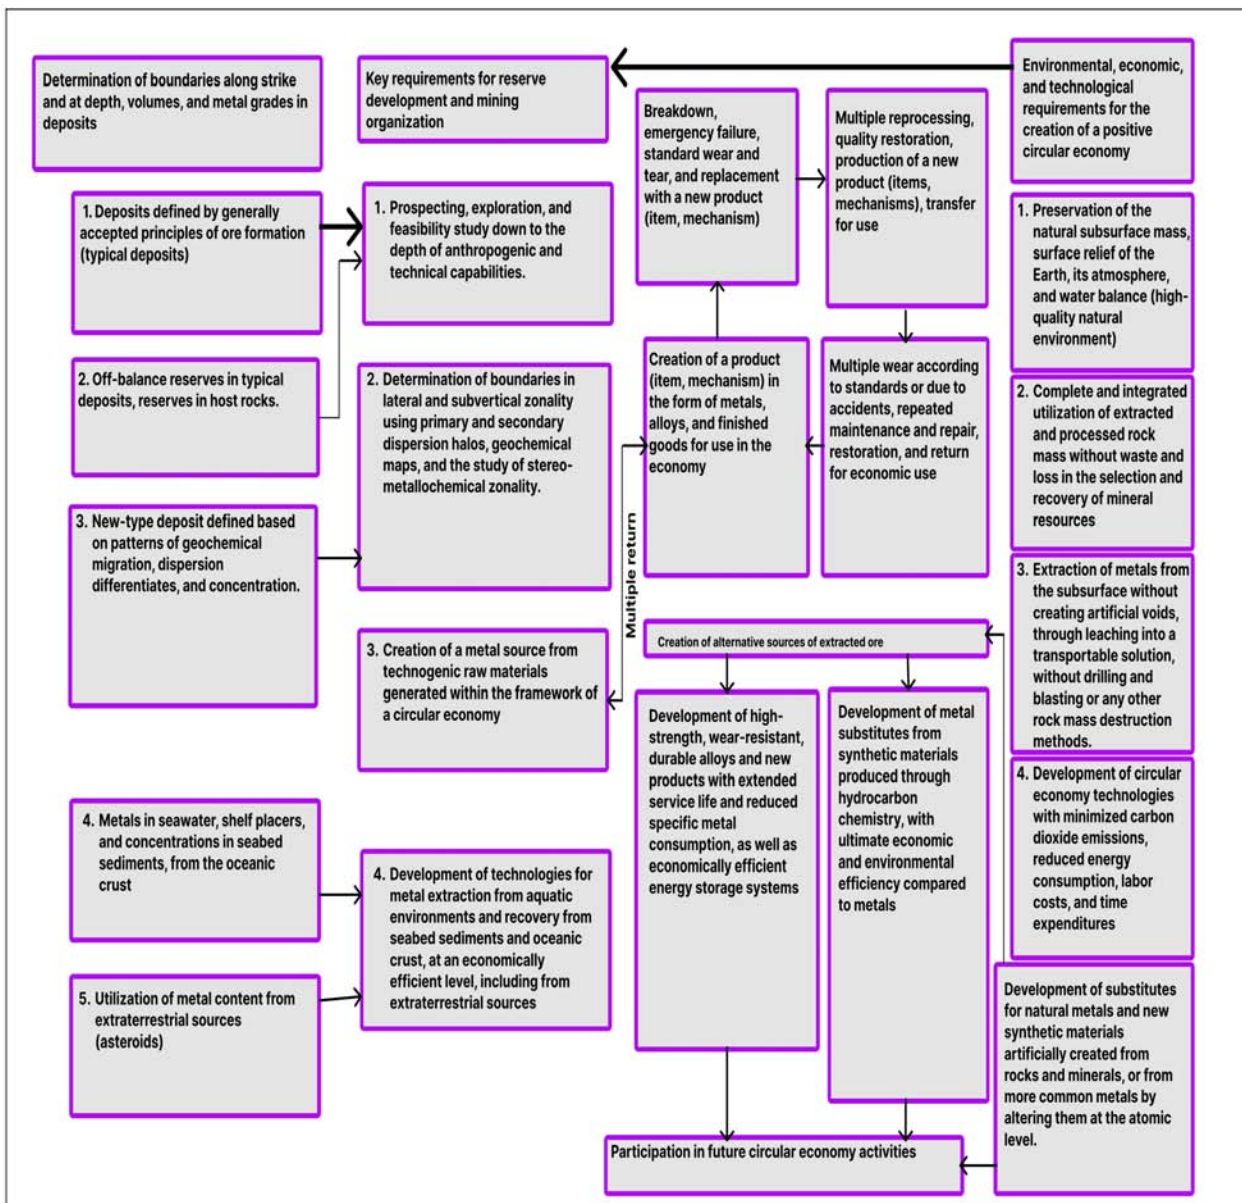 Determination of boundaries along strike
and at depth, volumes, and metal grades in
deposits
1. Deposits defined by generally
accepted principles of ore formation
(typical deposits)
2. Off-balance reserves in typical
deposits, reserves in host rocks.
3. New-type deposit defined based
on patterns of geochemical
migration, dispersion
differentiates, and concentration.
4. Metals in seawater, shelf placers,
and concentrations in seabed
sediments, from the oceanic
crust
5. Utilization of metal content from
extraterrestrial sources
(asteroids)
Key requirements for reserve
development and mining
organization
1. Prospecting, exploration, and
feasibility study down to the
depth of anthropogenic and
technical capabilities.
2. Determination of boundaries in
lateral and subvertical zonality
using primary and secondary
dispersion halos, geochemical
maps, and the study of stereo-
metallochemical zonality.
3. Creation of a metal source from
technogenic raw materials
generated within the framework of
a circular economy
4. Development of technologies for
metal extraction from aquatic
environments and recovery from
seabed sediments and oceanic
crust, at an economically
efficient level, including from
extraterrestrial sources
Multiple return
Breakdown,
emergency failure,
standard wear and
tear, and replacement
with a new product
(item, mechanism)
Multiple reprocessing,
quality restoration,
production of a new
product (items,
mechanisms), transfer
for use
Creation of a product
(item, mechanism) in
the form of metals,
alloys, and finished
goods for use in the
economy
Multiple wear according
to standards or due to
accidents, repeated
maintenance and repair,
restoration, and return
for economic use
Creation of alternative sources of extracted ore
Development of high-
strength, wear-resistant,
durable alloys and new
products with extended
service life and reduced
specific metal
consumption, as well as
economically efficient
energy storage systems
Development of metal
substitutes from
synthetic materials
produced through
hydrocarbon
chemistry, with
ultimate economic
and environmental
efficiency compared
to metals
Participation in future circular economy activities
Environmental, economic,
and technological
requirements for the
creation of a positive
circular economy
1. Preservation of the
natural subsurface mass,
surface relief of the
Earth, its atmosphere,
and water balance (high-
quality natural
environment)
2. Complete and integrated
utilization of extracted
and processed rock
mass without waste and
loss in the selection and
recovery of mineral
resources
3. Extraction of metals from
the subsurface without
creating artificial voids,
through leaching into a
transportable solution,
without drilling and
blasting or any other
rock mass destruction
methods.
4. Development of circular
economy technologies
with minimized carbon
dioxide emissions,
reduced energy
consumption, labor
costs, and time
expenditures
Development of substitutes
for natural metals and new
synthetic materials
artificially created from
rocks and minerals, or from
more common metals by
altering them at the atomic
level.